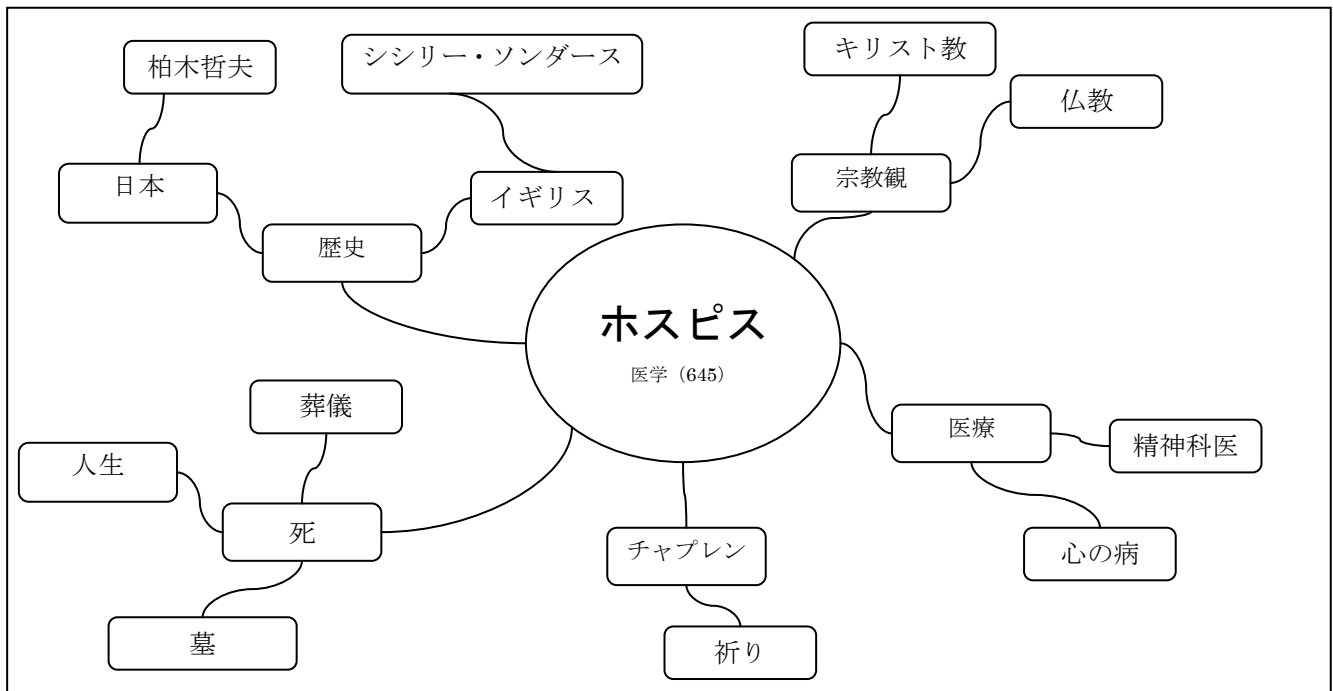 柏木哲夫
シシリー・ソンダース
キリスト教
仏教
日本
イギリス
宗教観
歴史
ホスピス
医学（645）
葬儀
医療
人生
精神科医
死
チャプレン
心の病
墓
祈り